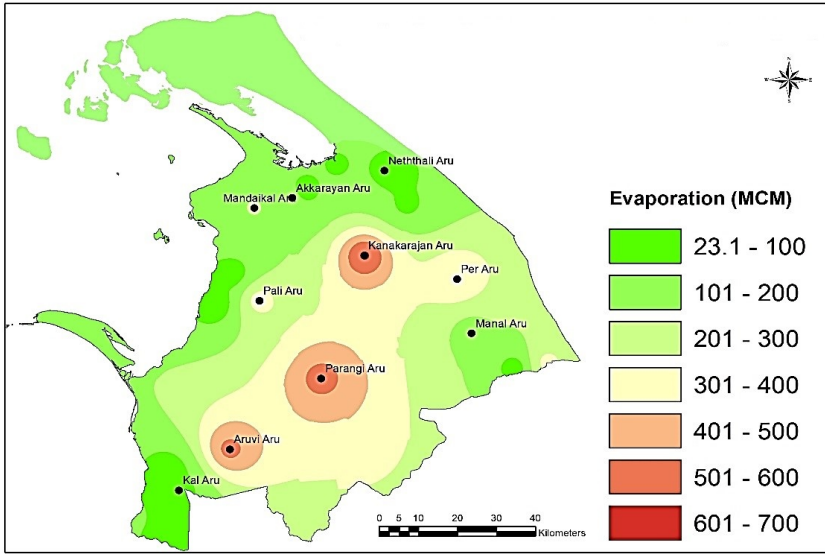 N
W
E
S
Neththali Aru
Akkarayan Aru
Mandaikal Aru
Kanakarajan Aru
Per Aru
Pali Aru
Manal Aru
Parangi Aru
Aruvi Aru
Kal Aru
Evaporation (MCM)
23.1 - 100
101 - 200
201 - 300
301 - 400
401 - 500
501 - 600
601 - 700
0 5 10 20 30 40
Kilometers